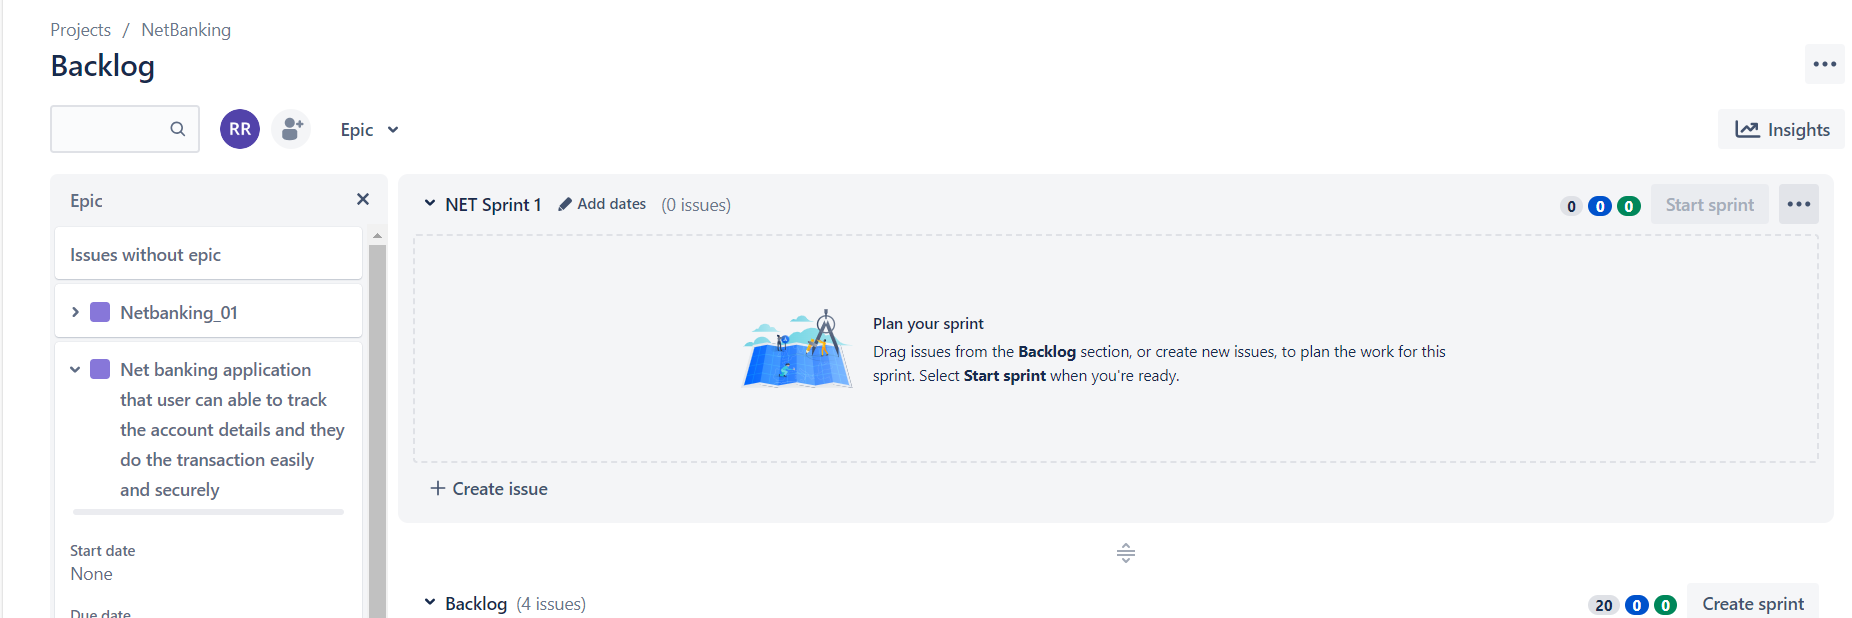 Projects / NetBanking
Backlog
RR
Epic
Insights
Epic
Issues without epic
Netbanking_01
Net banking application
that user can able to track
the account details and they
do the transaction easily
and securely
Start date
None
Due date
NET Sprint 1 Add dates (0 issues)
0 0 0 Start sprint
Plan your sprint
Drag issues from the Backlog section, or create new issues, to plan the work for this
sprint. Select Start sprint when you're ready.
+ Create issue
Backlog (4 issues)
20 0 0 Create sprint